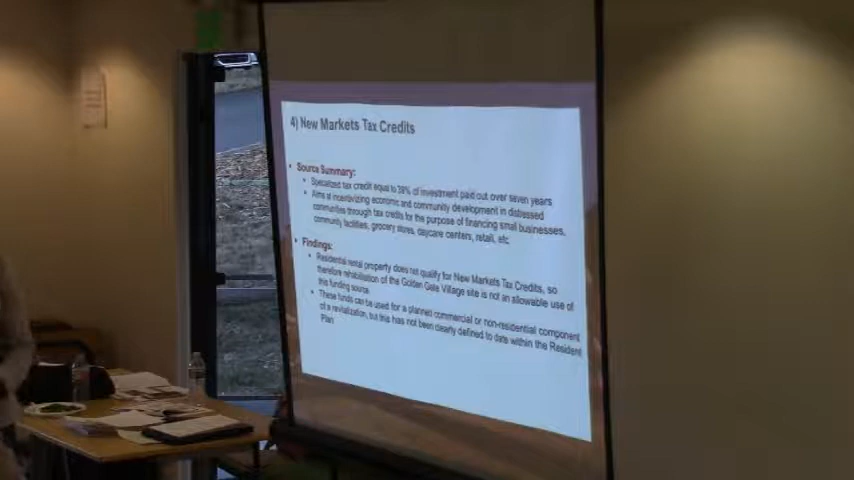 4) New Markets Tax Credits
• Source Summary:
• Specialized tax credit equal to 39% of investment paid out over seven years
• Aims at incentivizing economic and community development in distressed
communities through tax credits for the purpose of financing small businesses,
community facilities, grocery stores, daycare centers, retail, etc
• Findings:
• Residential rental property does not qualify for New Markets Tax Credits, so
therefore rehabilitation of the Golden Gate Village site is not an allowable use of
this funding source.
• These funds can be used for a planned commercial or non-residential component
of a revitalization, but this has not been clearly defined to date within the Resident
Plan